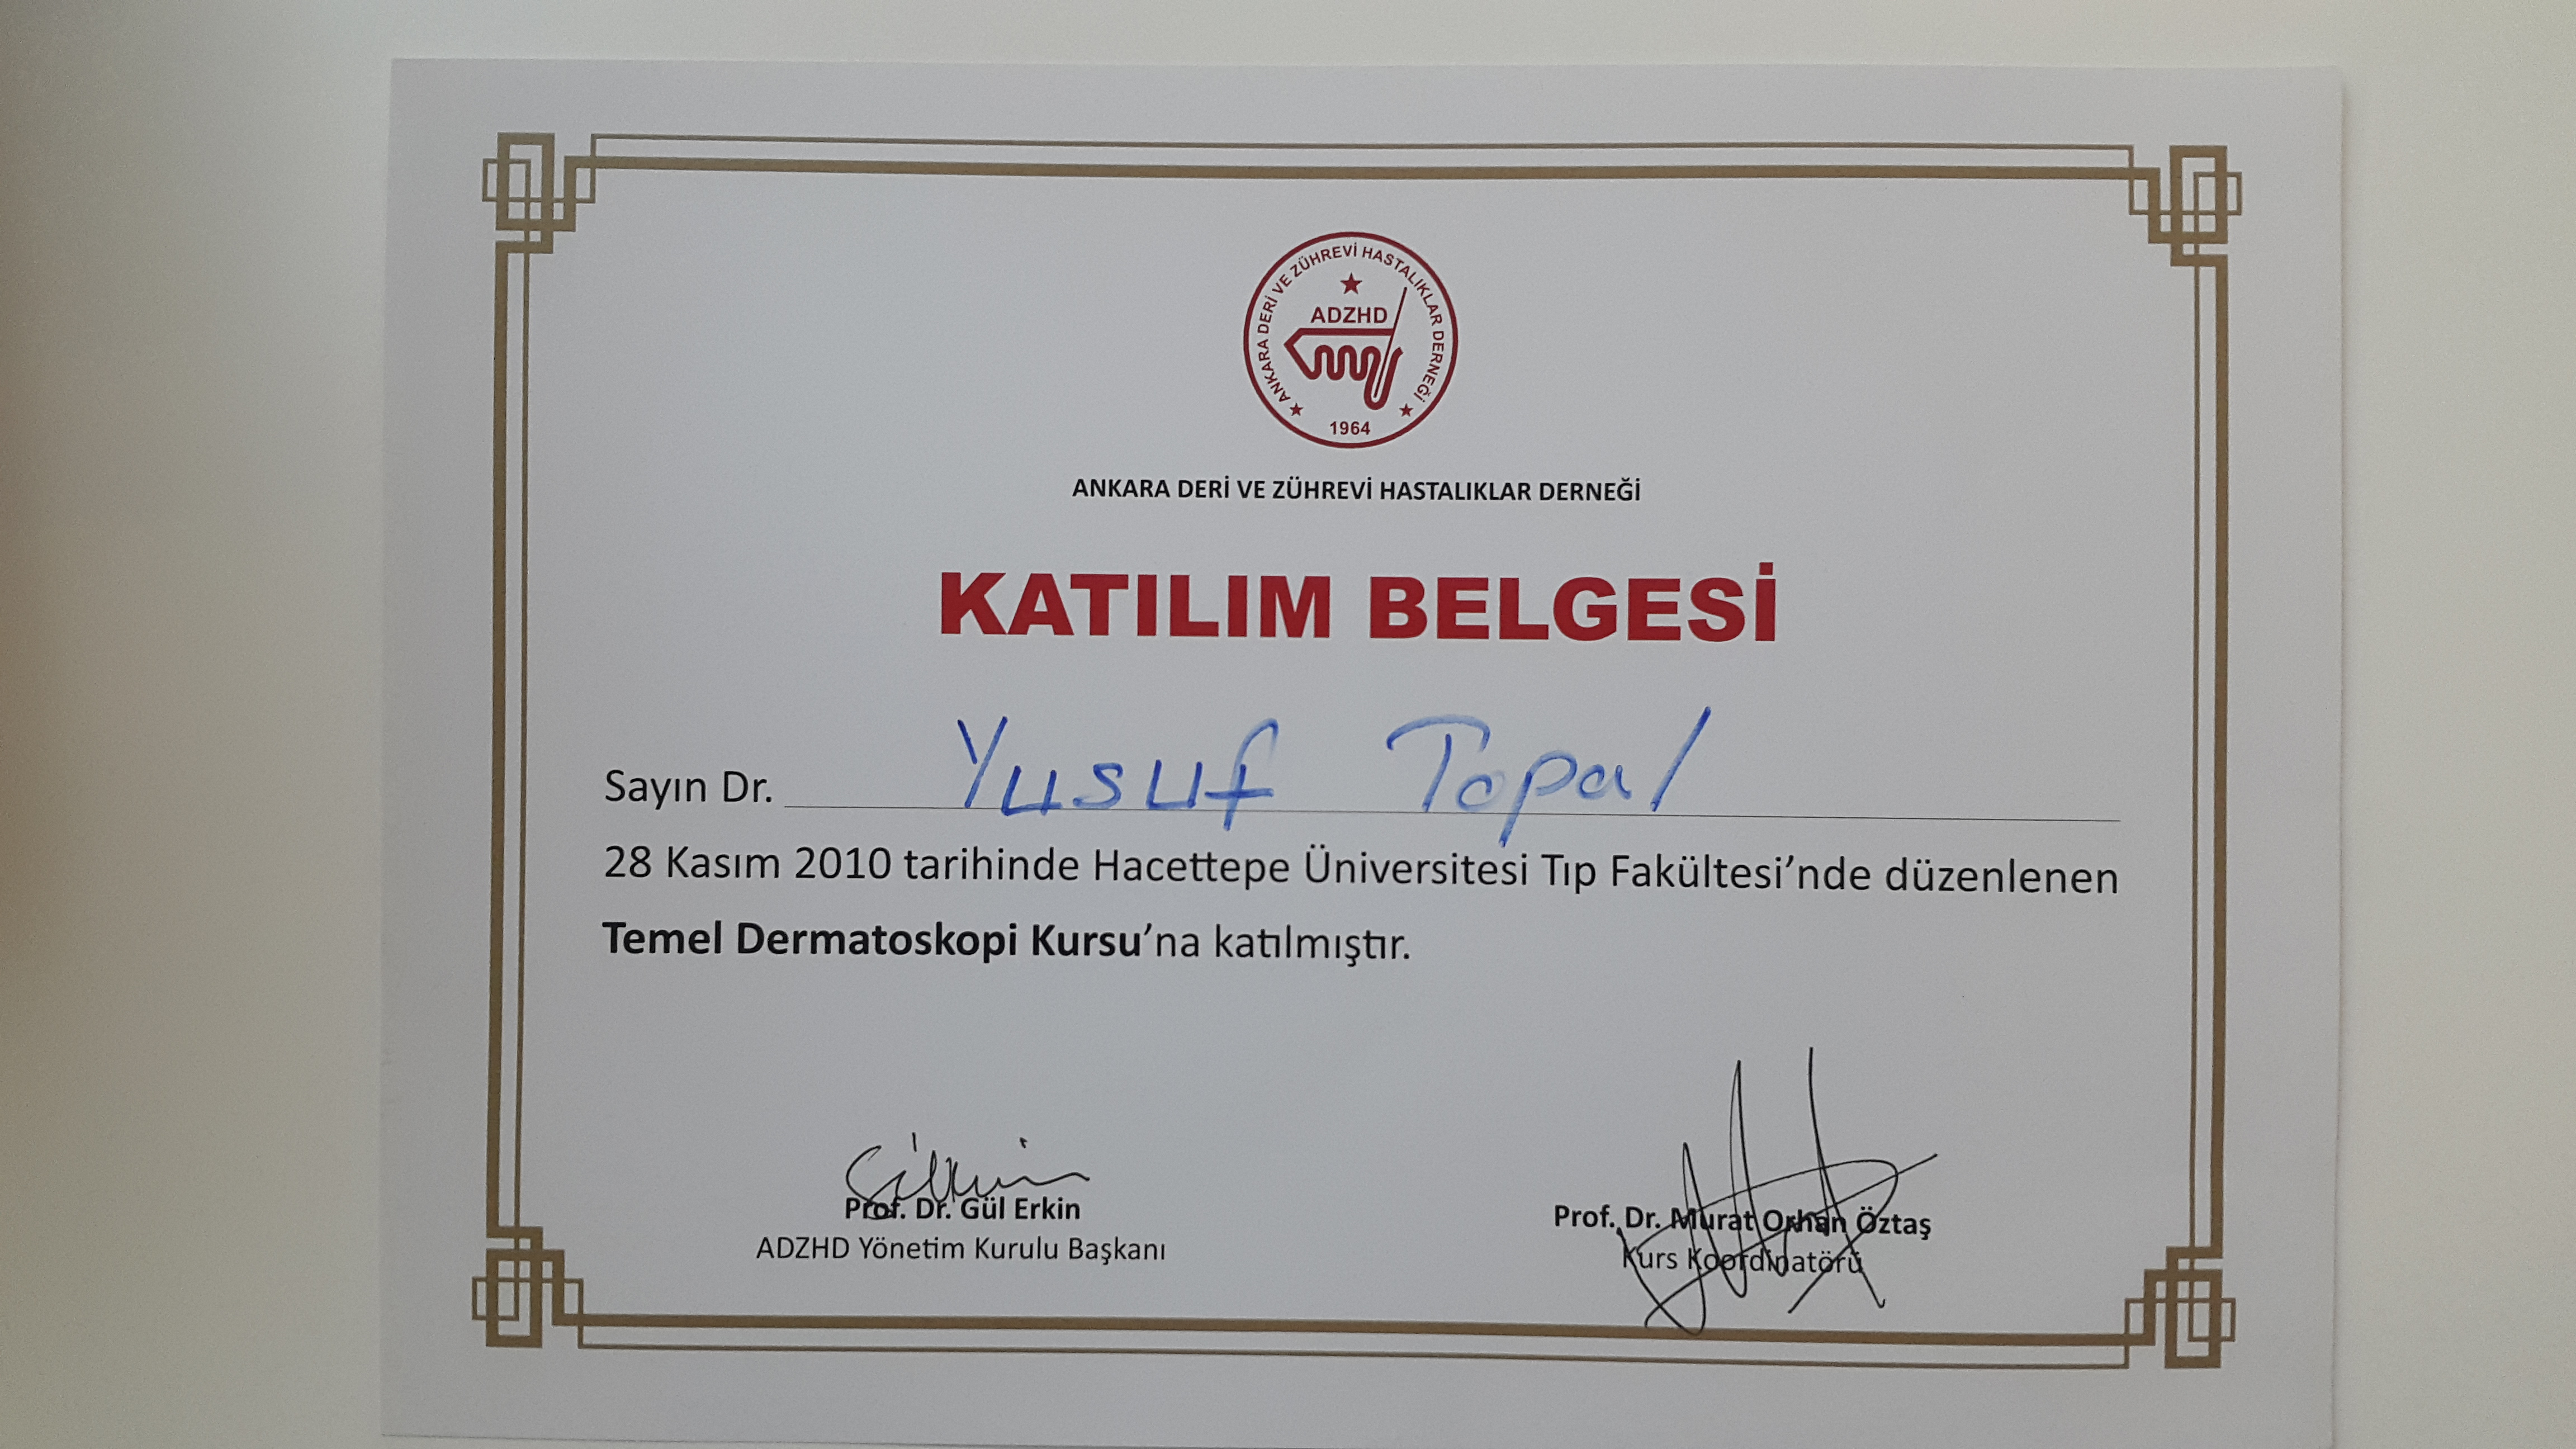 ANKARA DERİ VE ZÜHREVİ HASTALIKLAR DERNEĞİ
ADZHD
1964
ANKARA DERİ VE ZÜHREVİ HASTALIKLAR DERNEĞİ
KATILIM BELGESİ
Sayın Dr. Yusuf Topal
28 Kasım 2010 tarihinde Hacettepe Üniversitesi Tıp Fakültesi’nde düzenlenen
Temel Dermatoskopi Kursu’na katılmıştır.
Prof. Dr. Gül Erkin
ADZHD Yönetim Kurulu Başkanı
Prof. Dr. Murat Orhan Öztaş
Kurs Koordinatörü